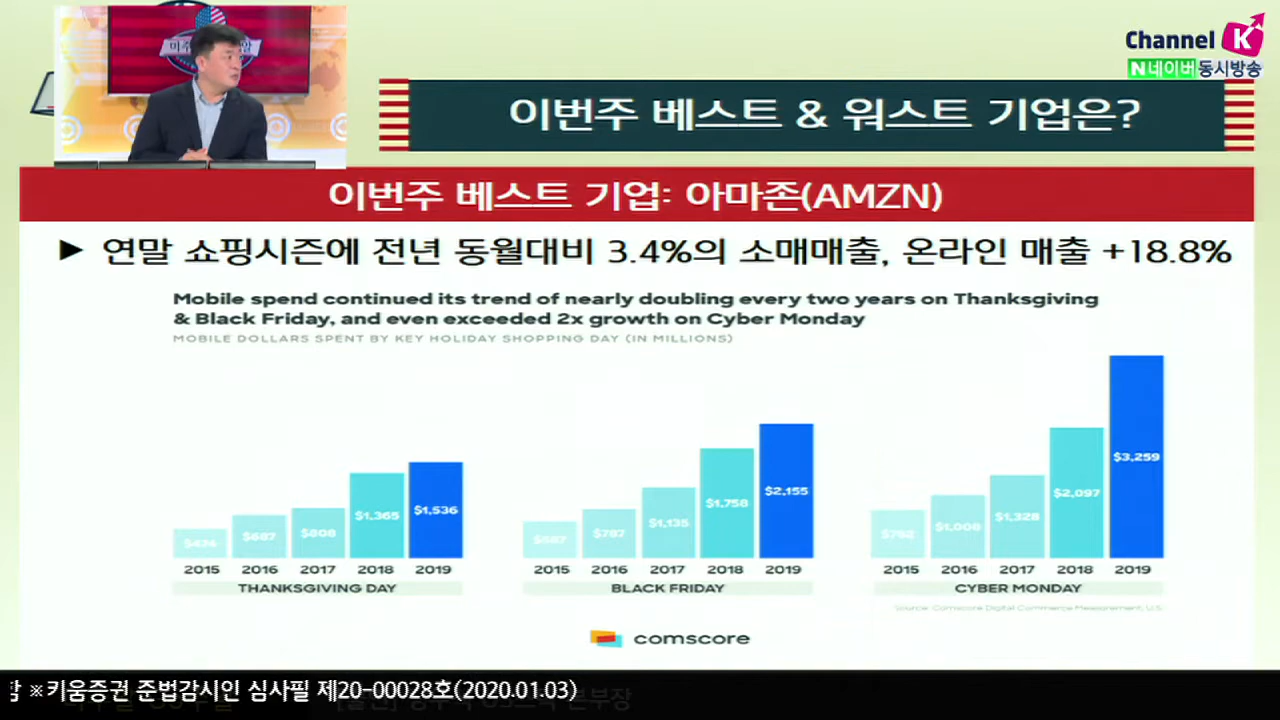 Channel K
N네이버 동시방송
이번주 베스트 & 워스트 기업은?
이번주 베스트 기업: 아마존(AMZN)
▶ 연말 쇼핑시즌에 전년 동월대비 3.4%의 소매매출, 온라인 매출 +18.8%
Mobile spend continued its trend of nearly doubling every two years on Thanksgiving
& Black Friday, and even exceeded 2x growth on Cyber Monday
MOBILE DOLLARS SPENT BY KEY HOLIDAY SHOPPING DAY (IN MILLIONS)
$687 $808 $1,365 $1,536
2015 2016 2017 2018 2019
THANKSGIVING DAY
$587 $797 $1,135 $1,758 $2,155
2015 2016 2017 2018 2019
BLACK FRIDAY
$1,008 $1,328 $2,097 $3,259
2015 2016 2017 2018 2019
CYBER MONDAY
Source: Comscore Digital Commerce Measurement, U.S.
comscore
※키움증권 준법감시인 심사필 제20-00028호(2020.01.03)